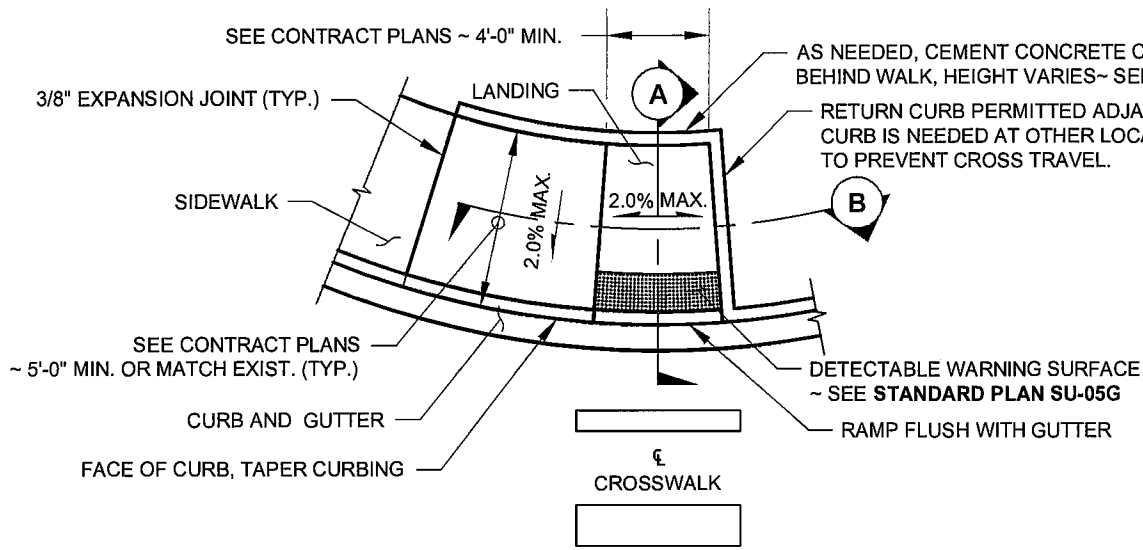 SEE CONTRACT PLANS ~ 4'-0" MIN.
AS NEEDED, CEMENT CONCRETE
BEHIND WALK, HEIGHT VARIES~
3/8" EXPANSION JOINT (TYP.)
LANDING
A
RETURN CURB PERMITTED
CURB IS NEEDED AT OTHER
TO PREVENT CROSS TRAVEL.
SIDEWALK
2.0% MAX.
2.0% MAX.
B
SEE CONTRACT PLANS
~ 5'-0" MIN. OR MATCH EXIST. (TYP.)
DETECTABLE WARNING SURFACE
~ SEE STANDARD PLAN SU-05G
CURB AND GUTTER
RAMP FLUSH WITH GUTTER
FACE OF CURB, TAPER CURBING
℄
CROSSWALK